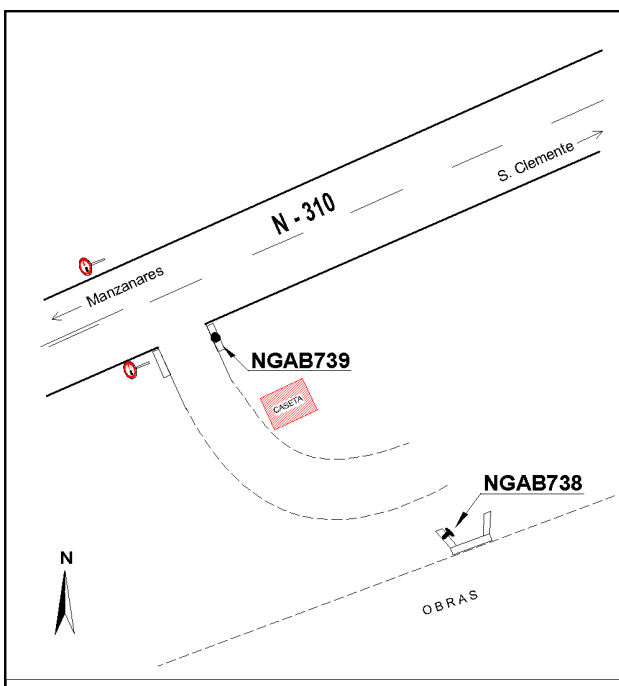 S. Clemente
N - 310
Manzanares
NGAB739
CASETA
NGAB738
N
OBRAS